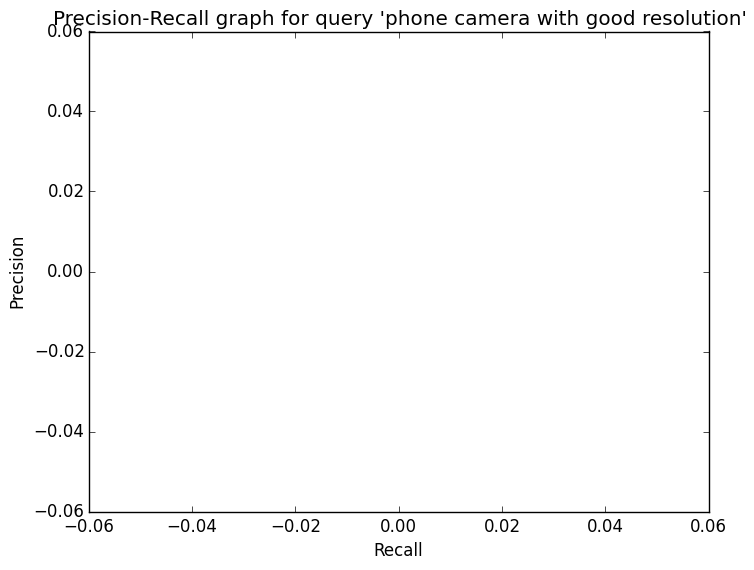 Precision-Recall graph for query 'phone camera with good resolution'
0.06
0.04
0.02
0.00
−0.02
−0.04
−0.06
Precision
−0.06 −0.04 −0.02 0.00 0.02 0.04 0.06
Recall